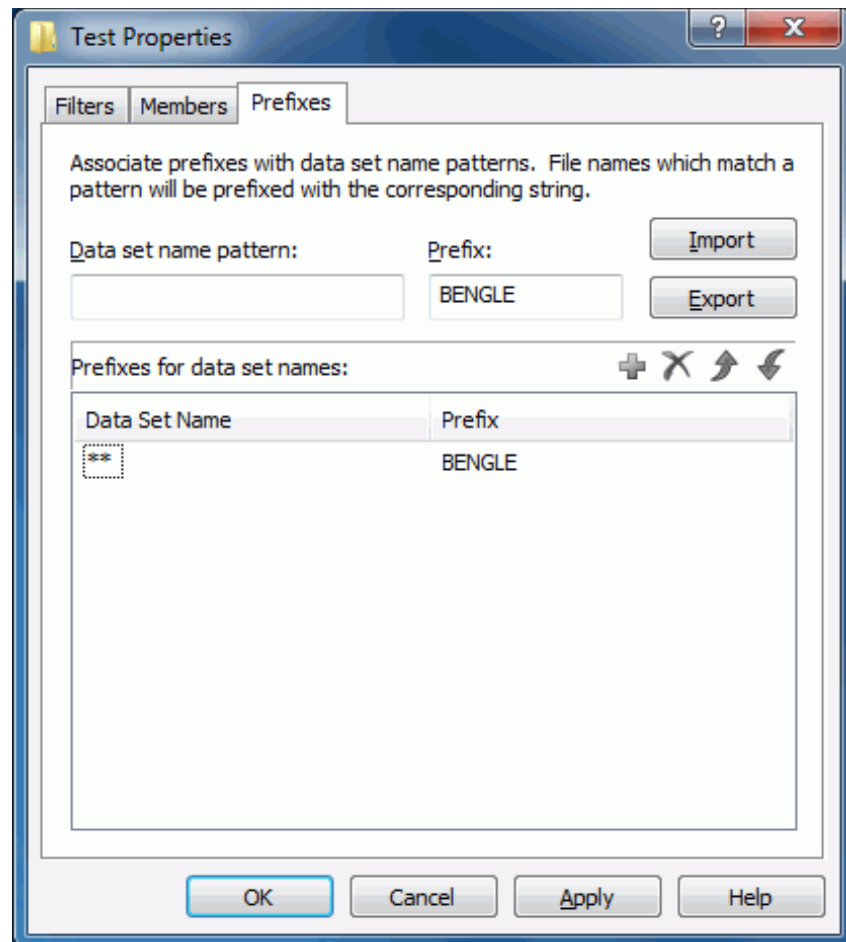 Test Properties
Filters Members Prefixes
Associate prefixes with data set name patterns. File names which match a
pattern will be prefixed with the corresponding string.
Data set name pattern: Prefix: Import
BENGLE Export
Prefixes for data set names:
Data Set Name Prefix
** BENGLE
OK Cancel Apply Help